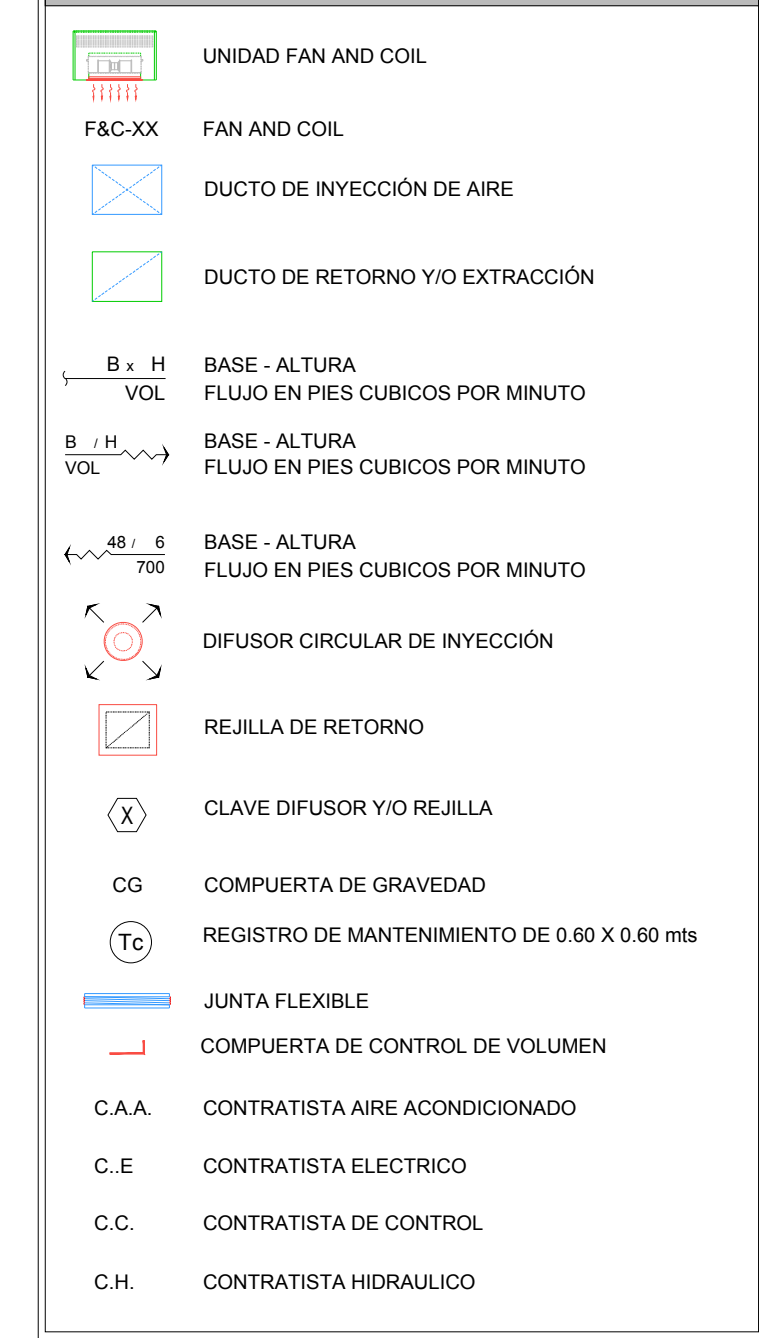 UNIDAD FAN AND COIL
F&C-XX FAN AND COIL
DUCTO DE INYECCIÓN DE AIRE
DUCTO DE RETORNO Y/O EXTRACCIÓN
B x H BASE - ALTURA
VOL FLUJO EN PIES CUBICOS POR MINUTO
B / H BASE - ALTURA
VOL FLUJO EN PIES CUBICOS POR MINUTO
48 / 6 BASE - ALTURA
700 FLUJO EN PIES CUBICOS POR MINUTO
DIFUSOR CIRCULAR DE INYECCIÓN
REJILLA DE RETORNO
X CLAVE DIFUSOR Y/O REJILLA
CG COMPUERTA DE GRAVEDAD
Tc REGISTRO DE MANTENIMIENTO DE 0.60 X 0.60 mts
JUNTA FLEXIBLE
COMPUERTA DE CONTROL DE VOLUMEN
C.A.A. CONTRATISTA AIRE ACONDICIONADO
C..E CONTRATISTA ELECTRICO
C.C. CONTRATISTA DE CONTROL
C.H. CONTRATISTA HIDRAULICO